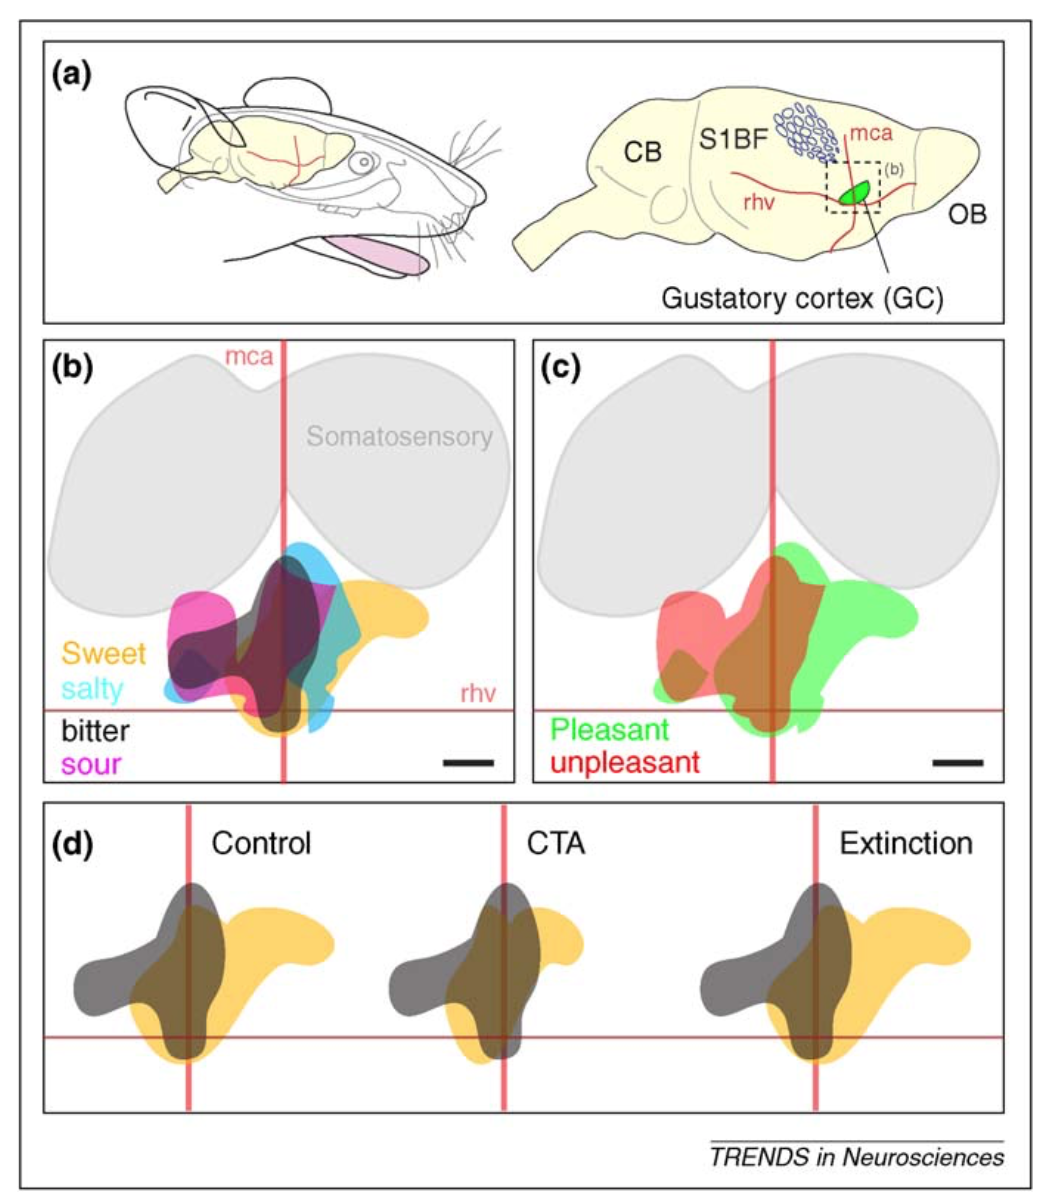 (a)
CB
S1BF
mca
(b)
rhv
OB
Gustatory cortex (GC)
(b)
mca
Somatosensory
Sweet
salty
rhv
bitter
sour
(c)
Pleasant
unpleasant
(d)
Control
CTA
Extinction
TRENDS in Neurosciences